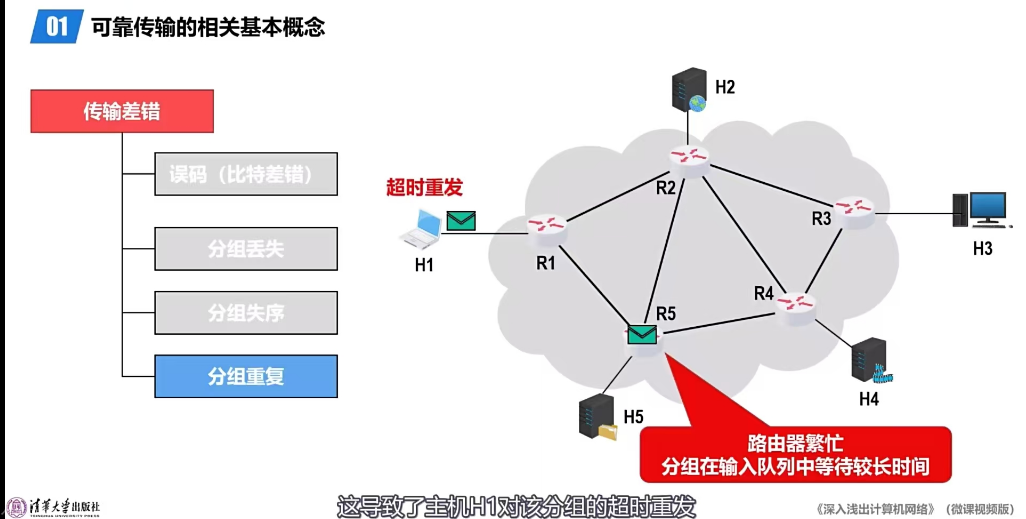 01 可靠传输的相关基本概念
传输差错
误码（比特差错）
分组丢失
分组失序
分组重复
超时重发
H1
R1
R2
H2
R3
H3
R4
H4
R5
H5
路由器繁忙
分组在输入队列中等待较长时间
这导致了主机H1对该分组的超时重发
清华大学出版社
TSINGHUA UNIVERSITY PRESS
《深入浅出计算机网络》（微课视频版）